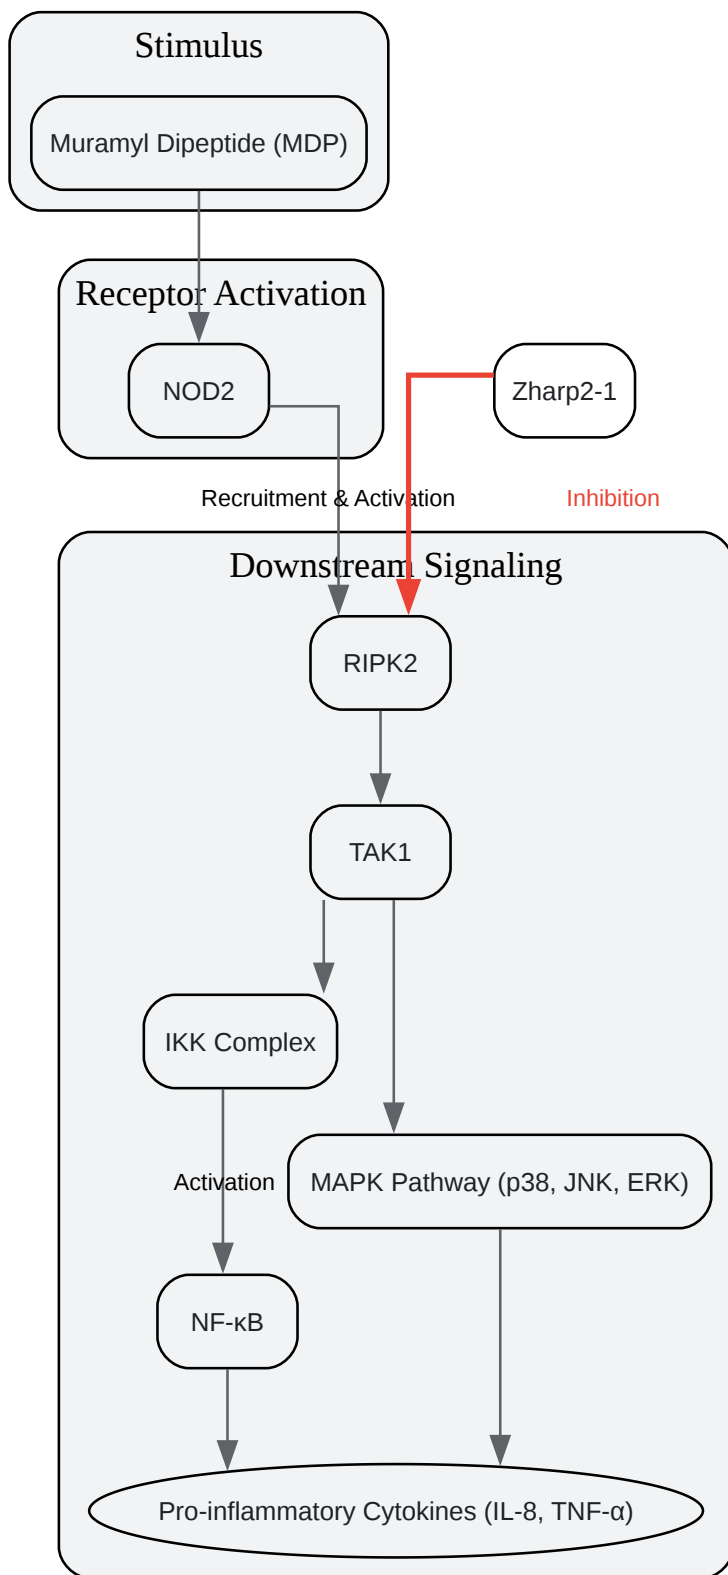 Stimulus
Muramyl Dipeptide (MDP)
Receptor Activation
NOD2
Zharp2-1
Recruitment & Activation
Inhibition
Downstream Signaling
RIPK2
TAK1
IKK Complex
Activation
MAPK Pathway (p38, JNK, ERK)
NF-κB
Pro-inflammatory Cytokines (IL-8, TNF-α)